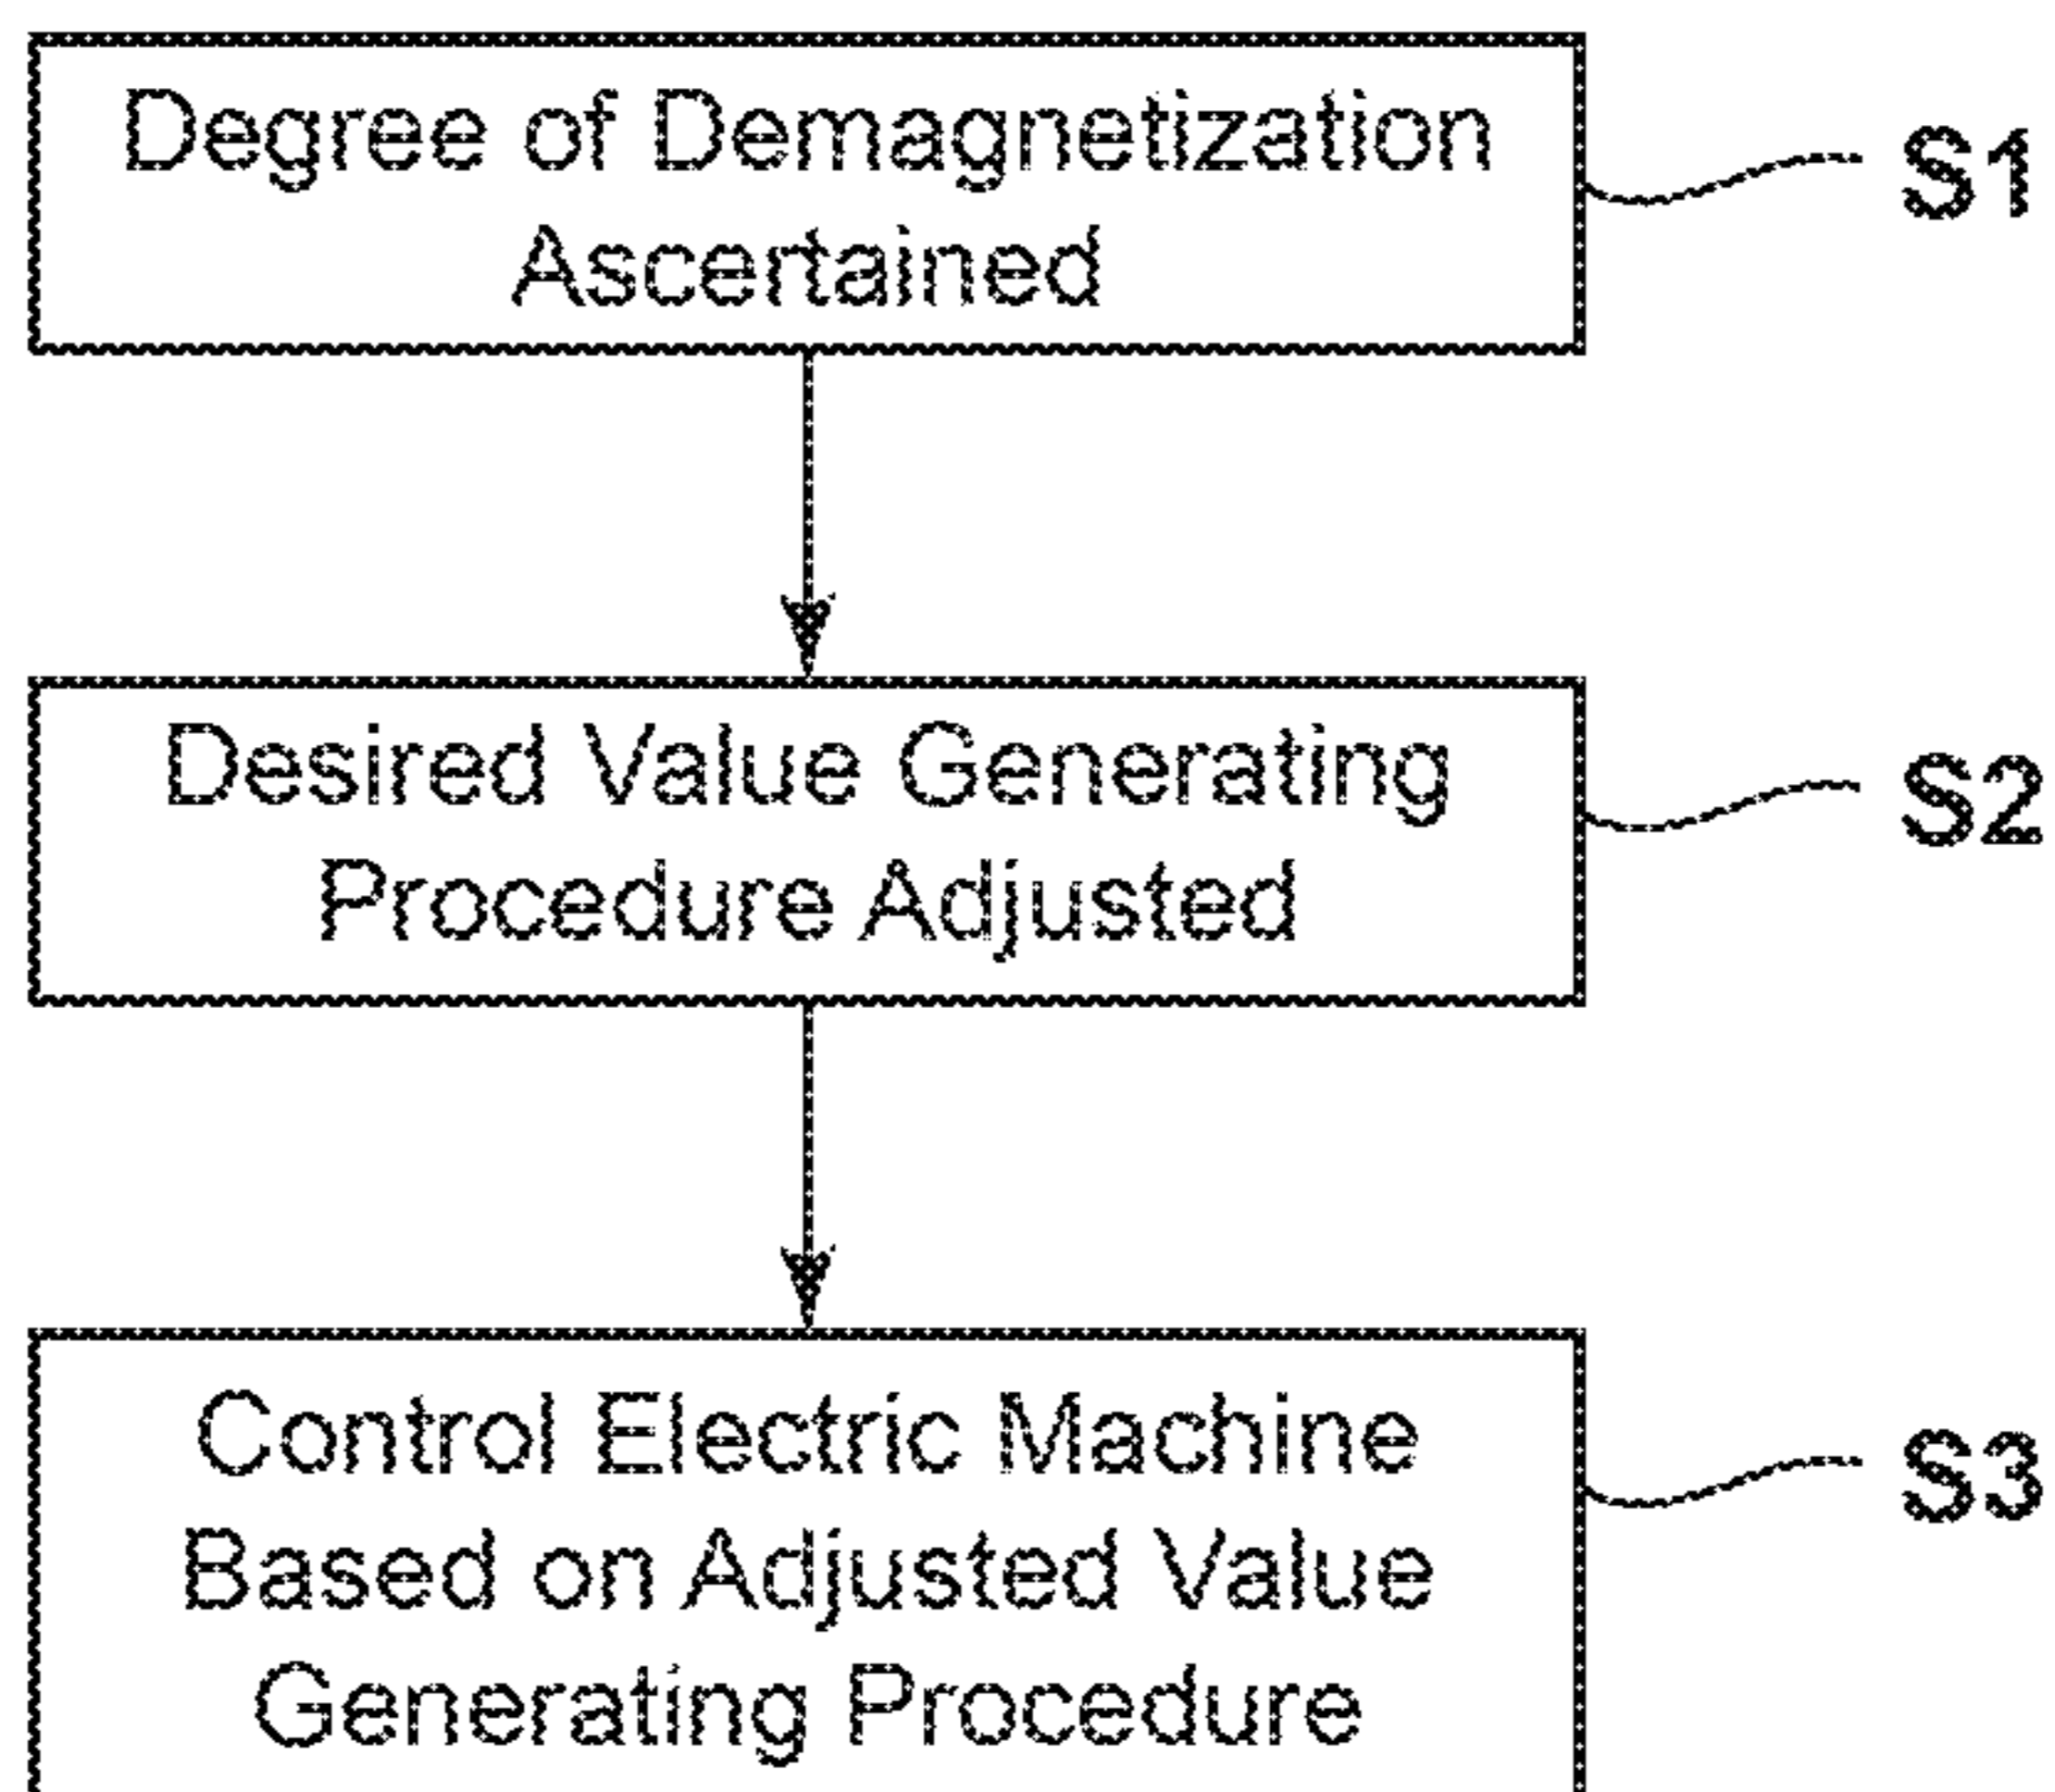 Degree of Demagnetization
Ascertained
S1
Desired Value Generating
Procedure Adjusted
S2
Control Electric Machine
Based on Adjusted Value
Generating Procedure
S3